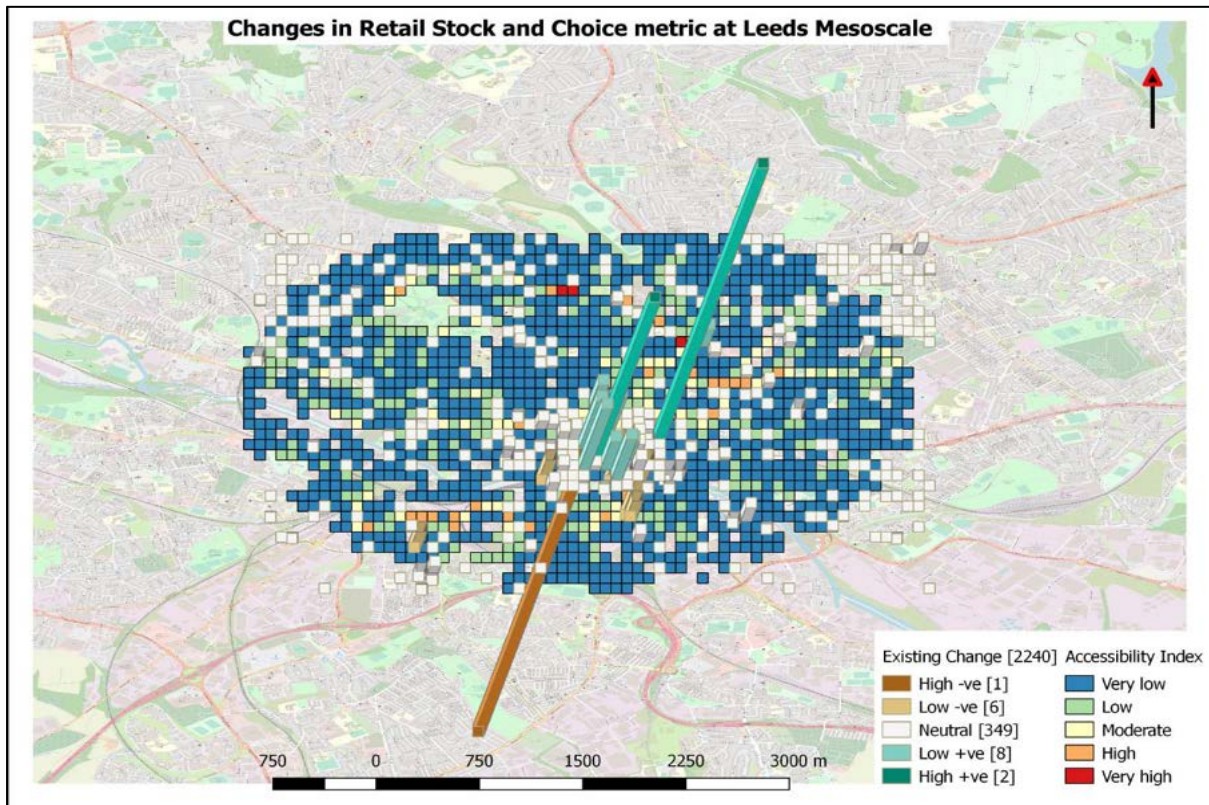 Changes in Retail Stock and Choice metric at Leeds Mesoscale
Existing Change [2240] Accessibility Index
High -ve [1] Very low
Low -ve [6] Low
Neutral [349] Moderate
Low +ve [8] High
High +ve [2] Very high
750 0 750 1500 2250 3000 m